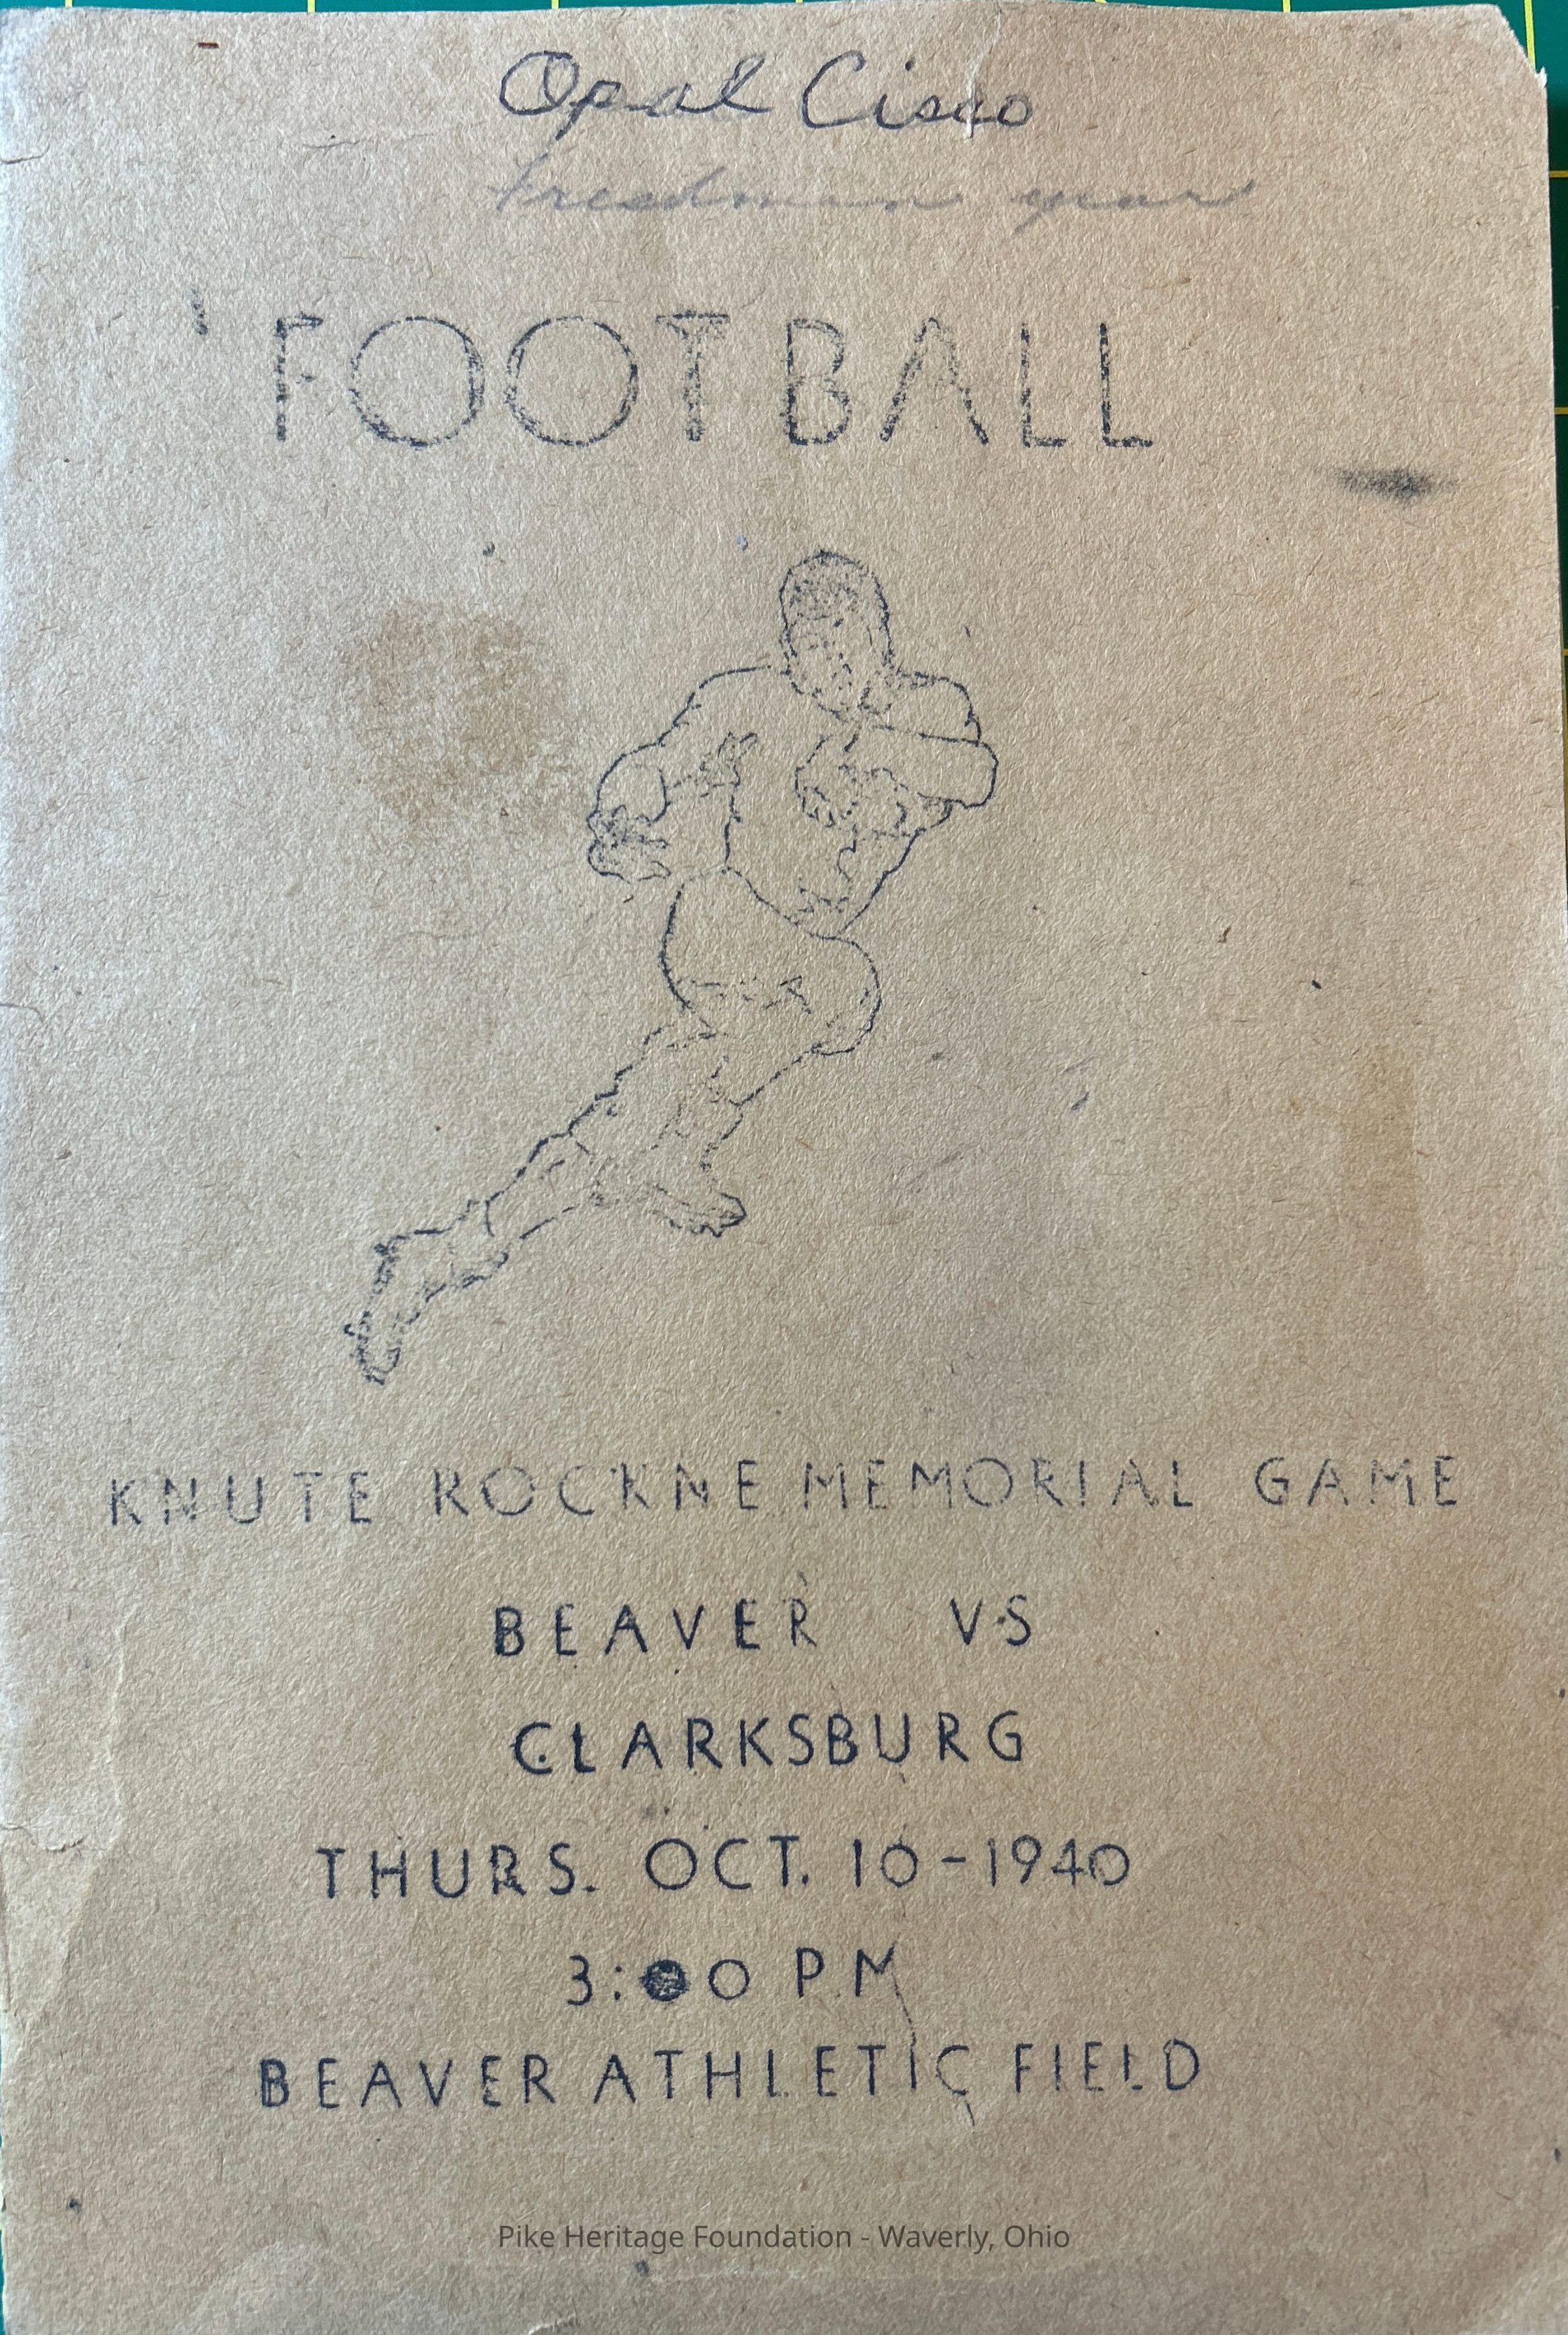 Opal Cisco
Freshman year
'FOOTBALL
KNUTE ROCKNE MEMORIAL GAME
BEAVER VS
CLARKSBURG
THURS. OCT. 10-1940
3:00 P.M
BEAVER ATHLETIC FIELD
Pike Heritage Foundation - Waverly, Ohio